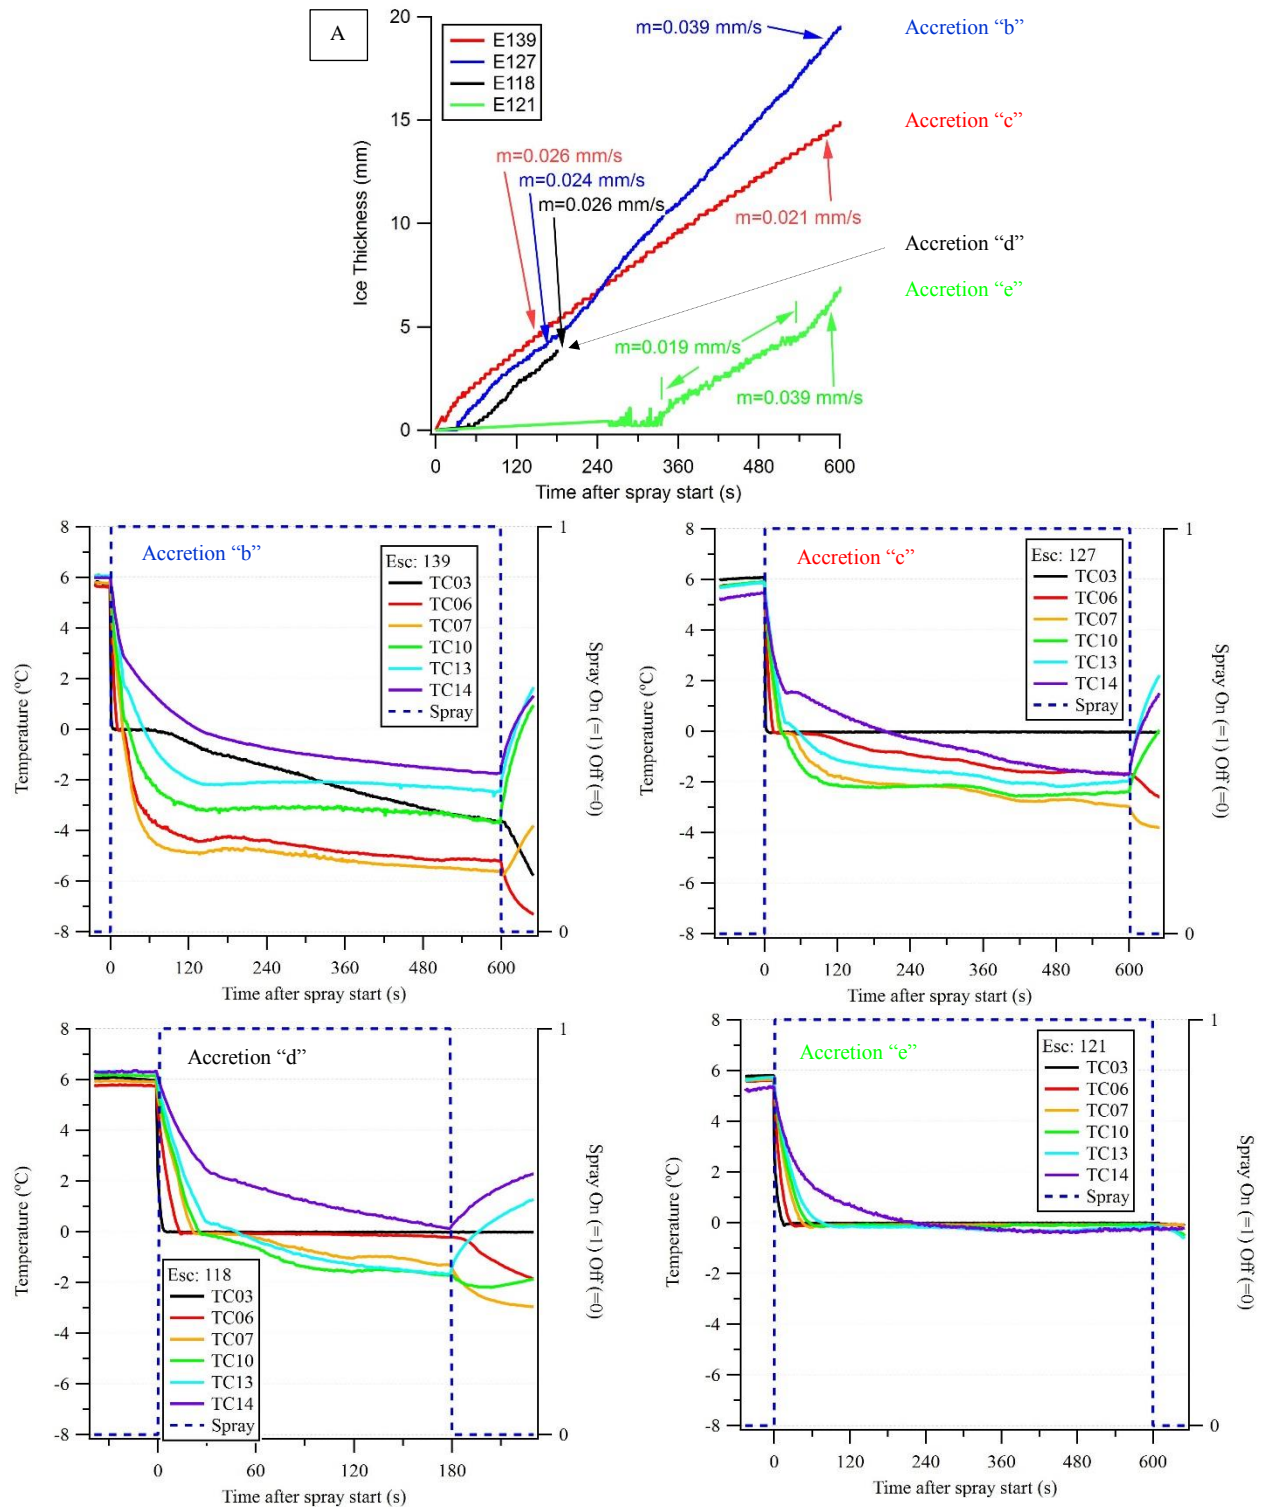 A
20
15
10
5
0
Ice Thickness (mm)
E139
E127
E118
E121
m=0.039 mm/s
m=0.026 mm/s
m=0.024 mm/s
m=0.026 mm/s
m=0.021 mm/s
m=0.019 mm/s
m=0.039 mm/s
0 120 240 360 480 600
Time after spray start (s)
Accretion “b”
Accretion “c”
Accretion “d”
Accretion “e”
Accretion “b”
Esc: 139
TC03
TC06
TC07
TC10
TC13
TC14
Spray
8
6
4
2
0
-2
-4
-6
-8
Temperature (ºC)
1
0
Spray On (=1) Off (=0)
0 120 240 360 480 600
Time after spray start (s)
Accretion “c”
Esc: 127
TC03
TC06
TC07
TC10
TC13
TC14
Spray
8
6
4
2
0
-2
-4
-6
-8
Temperature (ºC)
1
0
Spray On (=1) Off (=0)
0 120 240 360 480 600
Time after spray start (s)
Accretion “d”
Esc: 118
TC03
TC06
TC07
TC10
TC13
TC14
Spray
8
6
4
2
0
-2
-4
-6
-8
Temperature (ºC)
1
0
Spray On (=1) Off (=0)
0 60 120 180
Time after spray start (s)
Accretion “e”
Esc: 121
TC03
TC06
TC07
TC10
TC13
TC14
Spray
8
6
4
2
0
-2
-4
-6
-8
Temperature (ºC)
1
0
Spray On (=1) Off (=0)
0 120 240 360 480 600
Time after spray start (s)